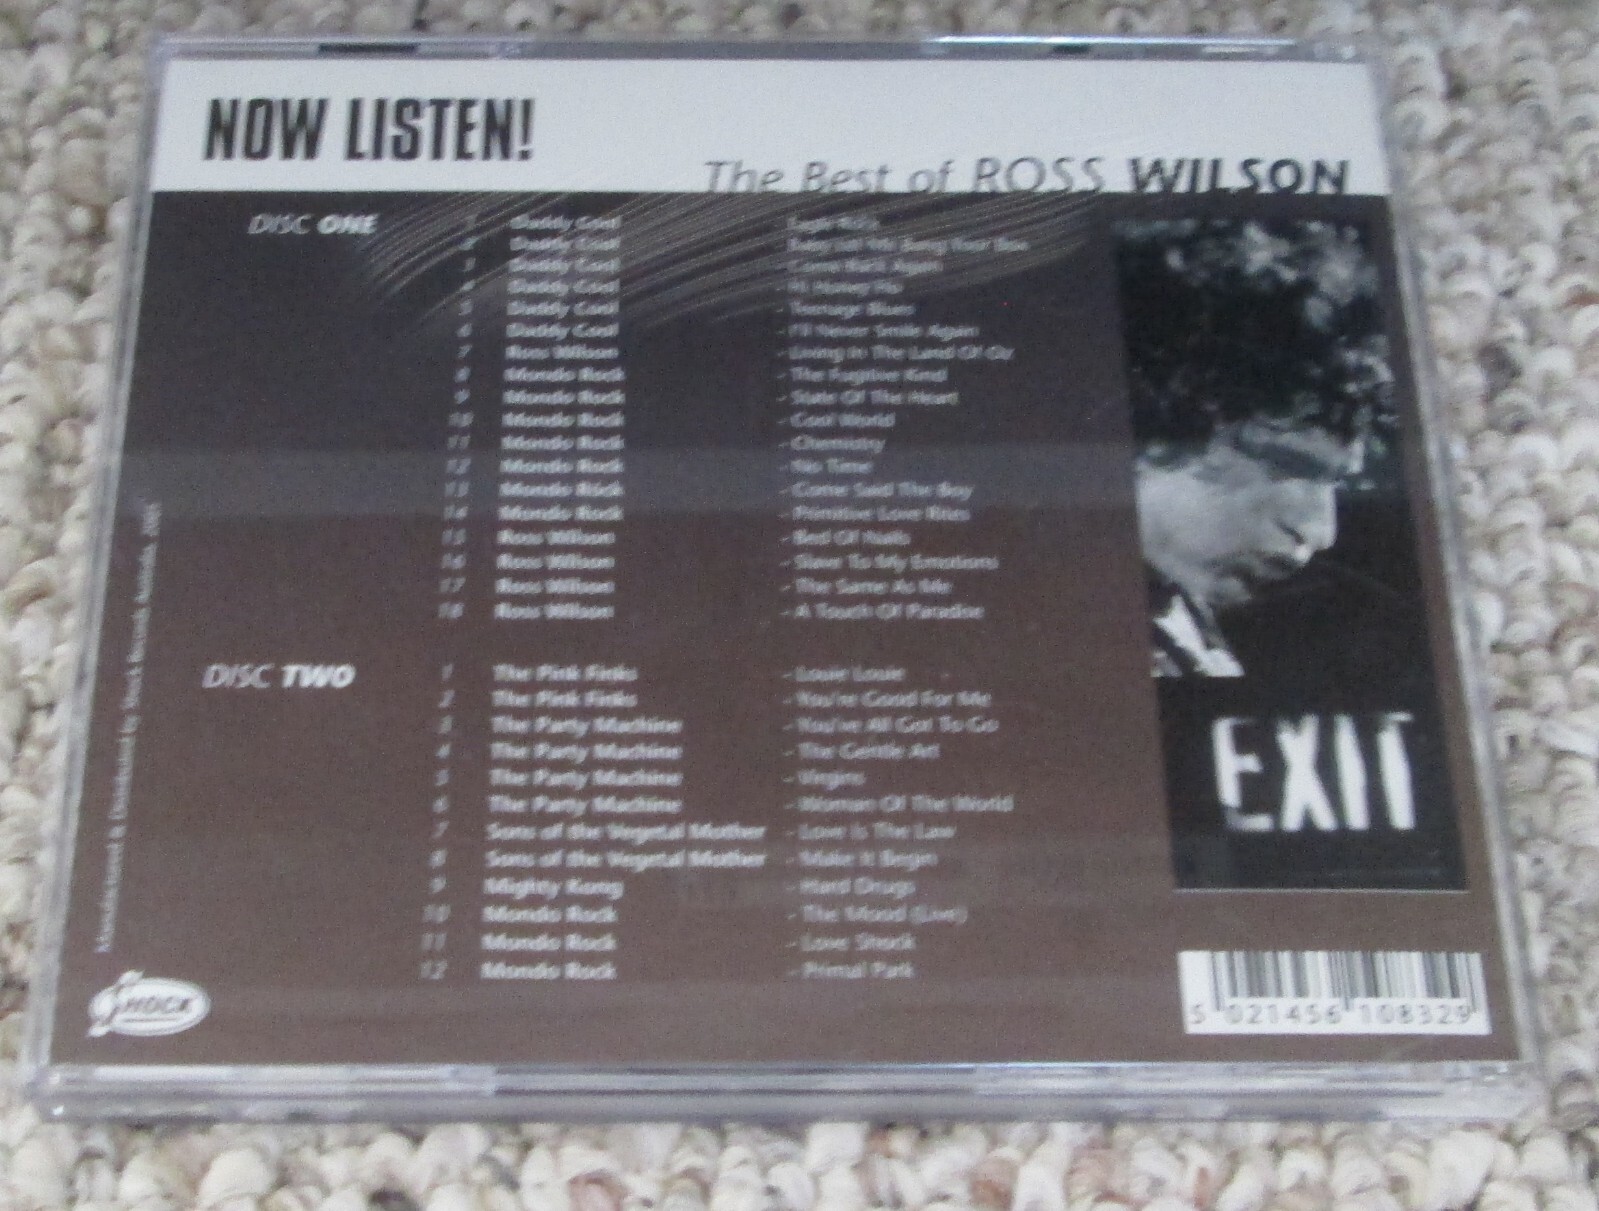 NOW LISTEN!
The Best of ROSS WILSON
DISC ONE
1 Daddy Cool - Eagle Rock
2 Daddy Cool - Baby Let Me Bang Your Box
3 Daddy Cool - Come Back Again
4 Daddy Cool - Hi Honey Ho
5 Daddy Cool - Teenage Blues
6 Daddy Cool - I'll Never Smile Again
7 Ross Wilson - Living In The Land Of Oz
8 Mondo Rock - The Fugitive Kind
9 Mondo Rock - State Of The Heart
10 Mondo Rock - Cool World
11 Mondo Rock - Chemistry
12 Mondo Rock - No Time
13 Mondo Rock - Come Said The Boy
14 Mondo Rock - Primitive Love Rites
15 Ross Wilson - Bed Of Nails
16 Ross Wilson - Slave To My Emotions
17 Ross Wilson - The Same As Me
18 Ross Wilson - A Touch Of Paradise
DISC TWO
1 The Pink Finks - Louie Louie
2 The Pink Finks - You're Good For Me
3 The Party Machine - You've All Got To Go
4 The Party Machine - The Gentle Art
5 The Party Machine - Virgins
6 The Party Machine - Woman Of The World
7 Sons of the Vegetal Mother - Love Is The Law
8 Sons of the Vegetal Mother - Make It Begin
9 Mighty Kong - Hard Drugs
10 Mondo Rock - The Mood (Live)
11 Mondo Rock - Love Shock
12 Mondo Rock - Primal Park
EXIT
Manufactured & Distributed by Shock Records Australia,
SHOCK
5 021456 108329